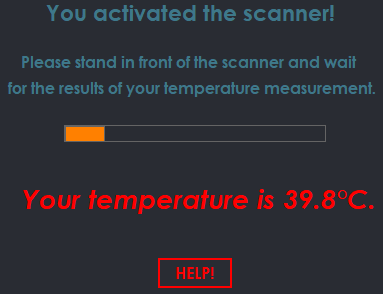 You activated the scanner!
Please stand in front of the scanner and wait
for the results of your temperature measurement.
Your temperature is 39.8°C.
HELP!